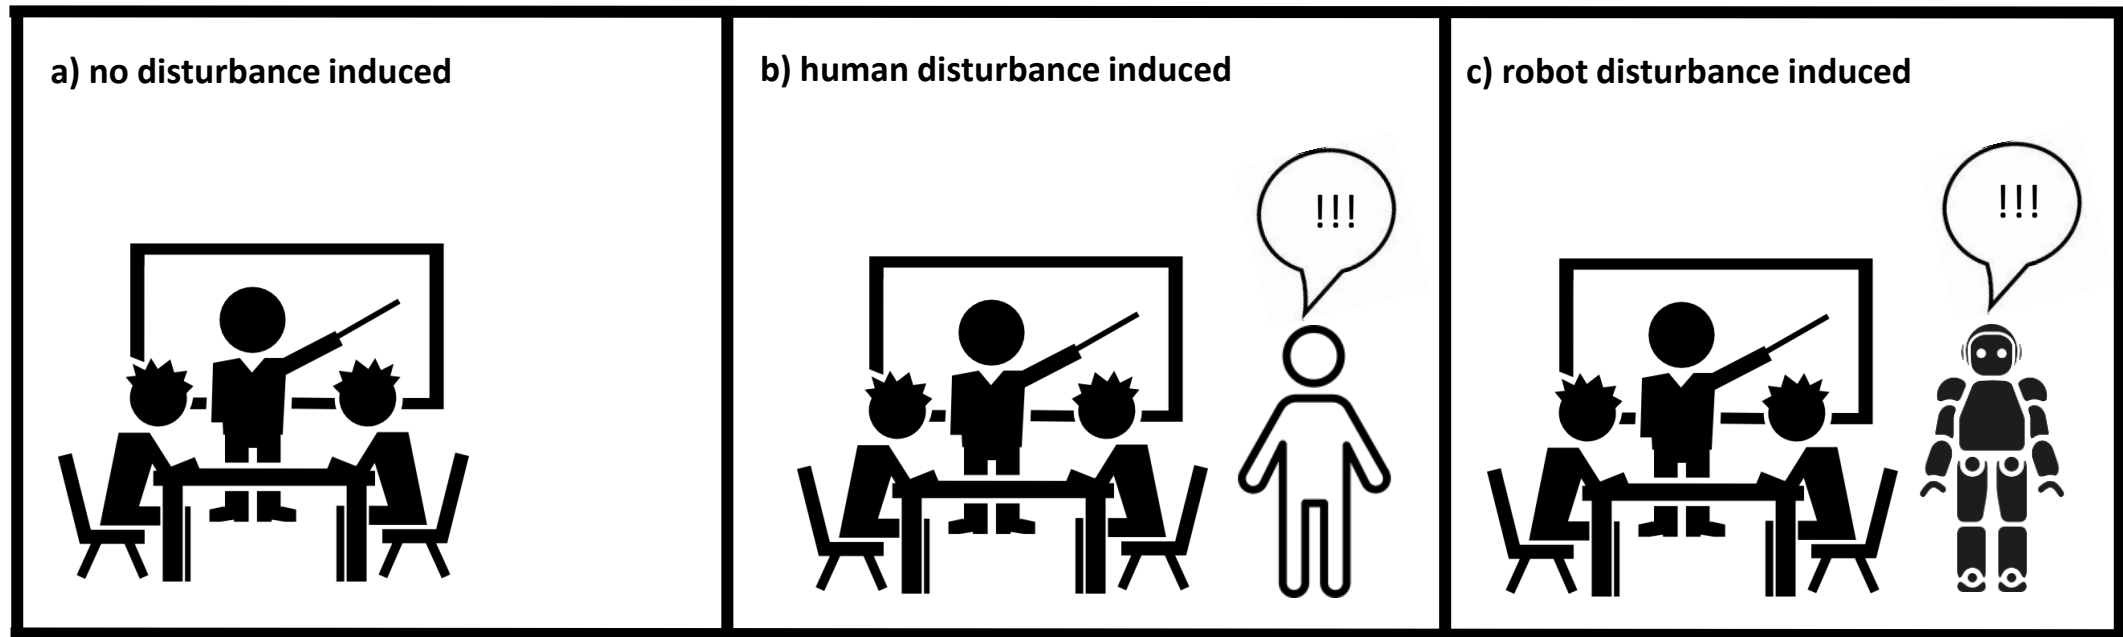 a) no disturbance induced
b) human disturbance induced
!!!
c) robot disturbance induced
!!!